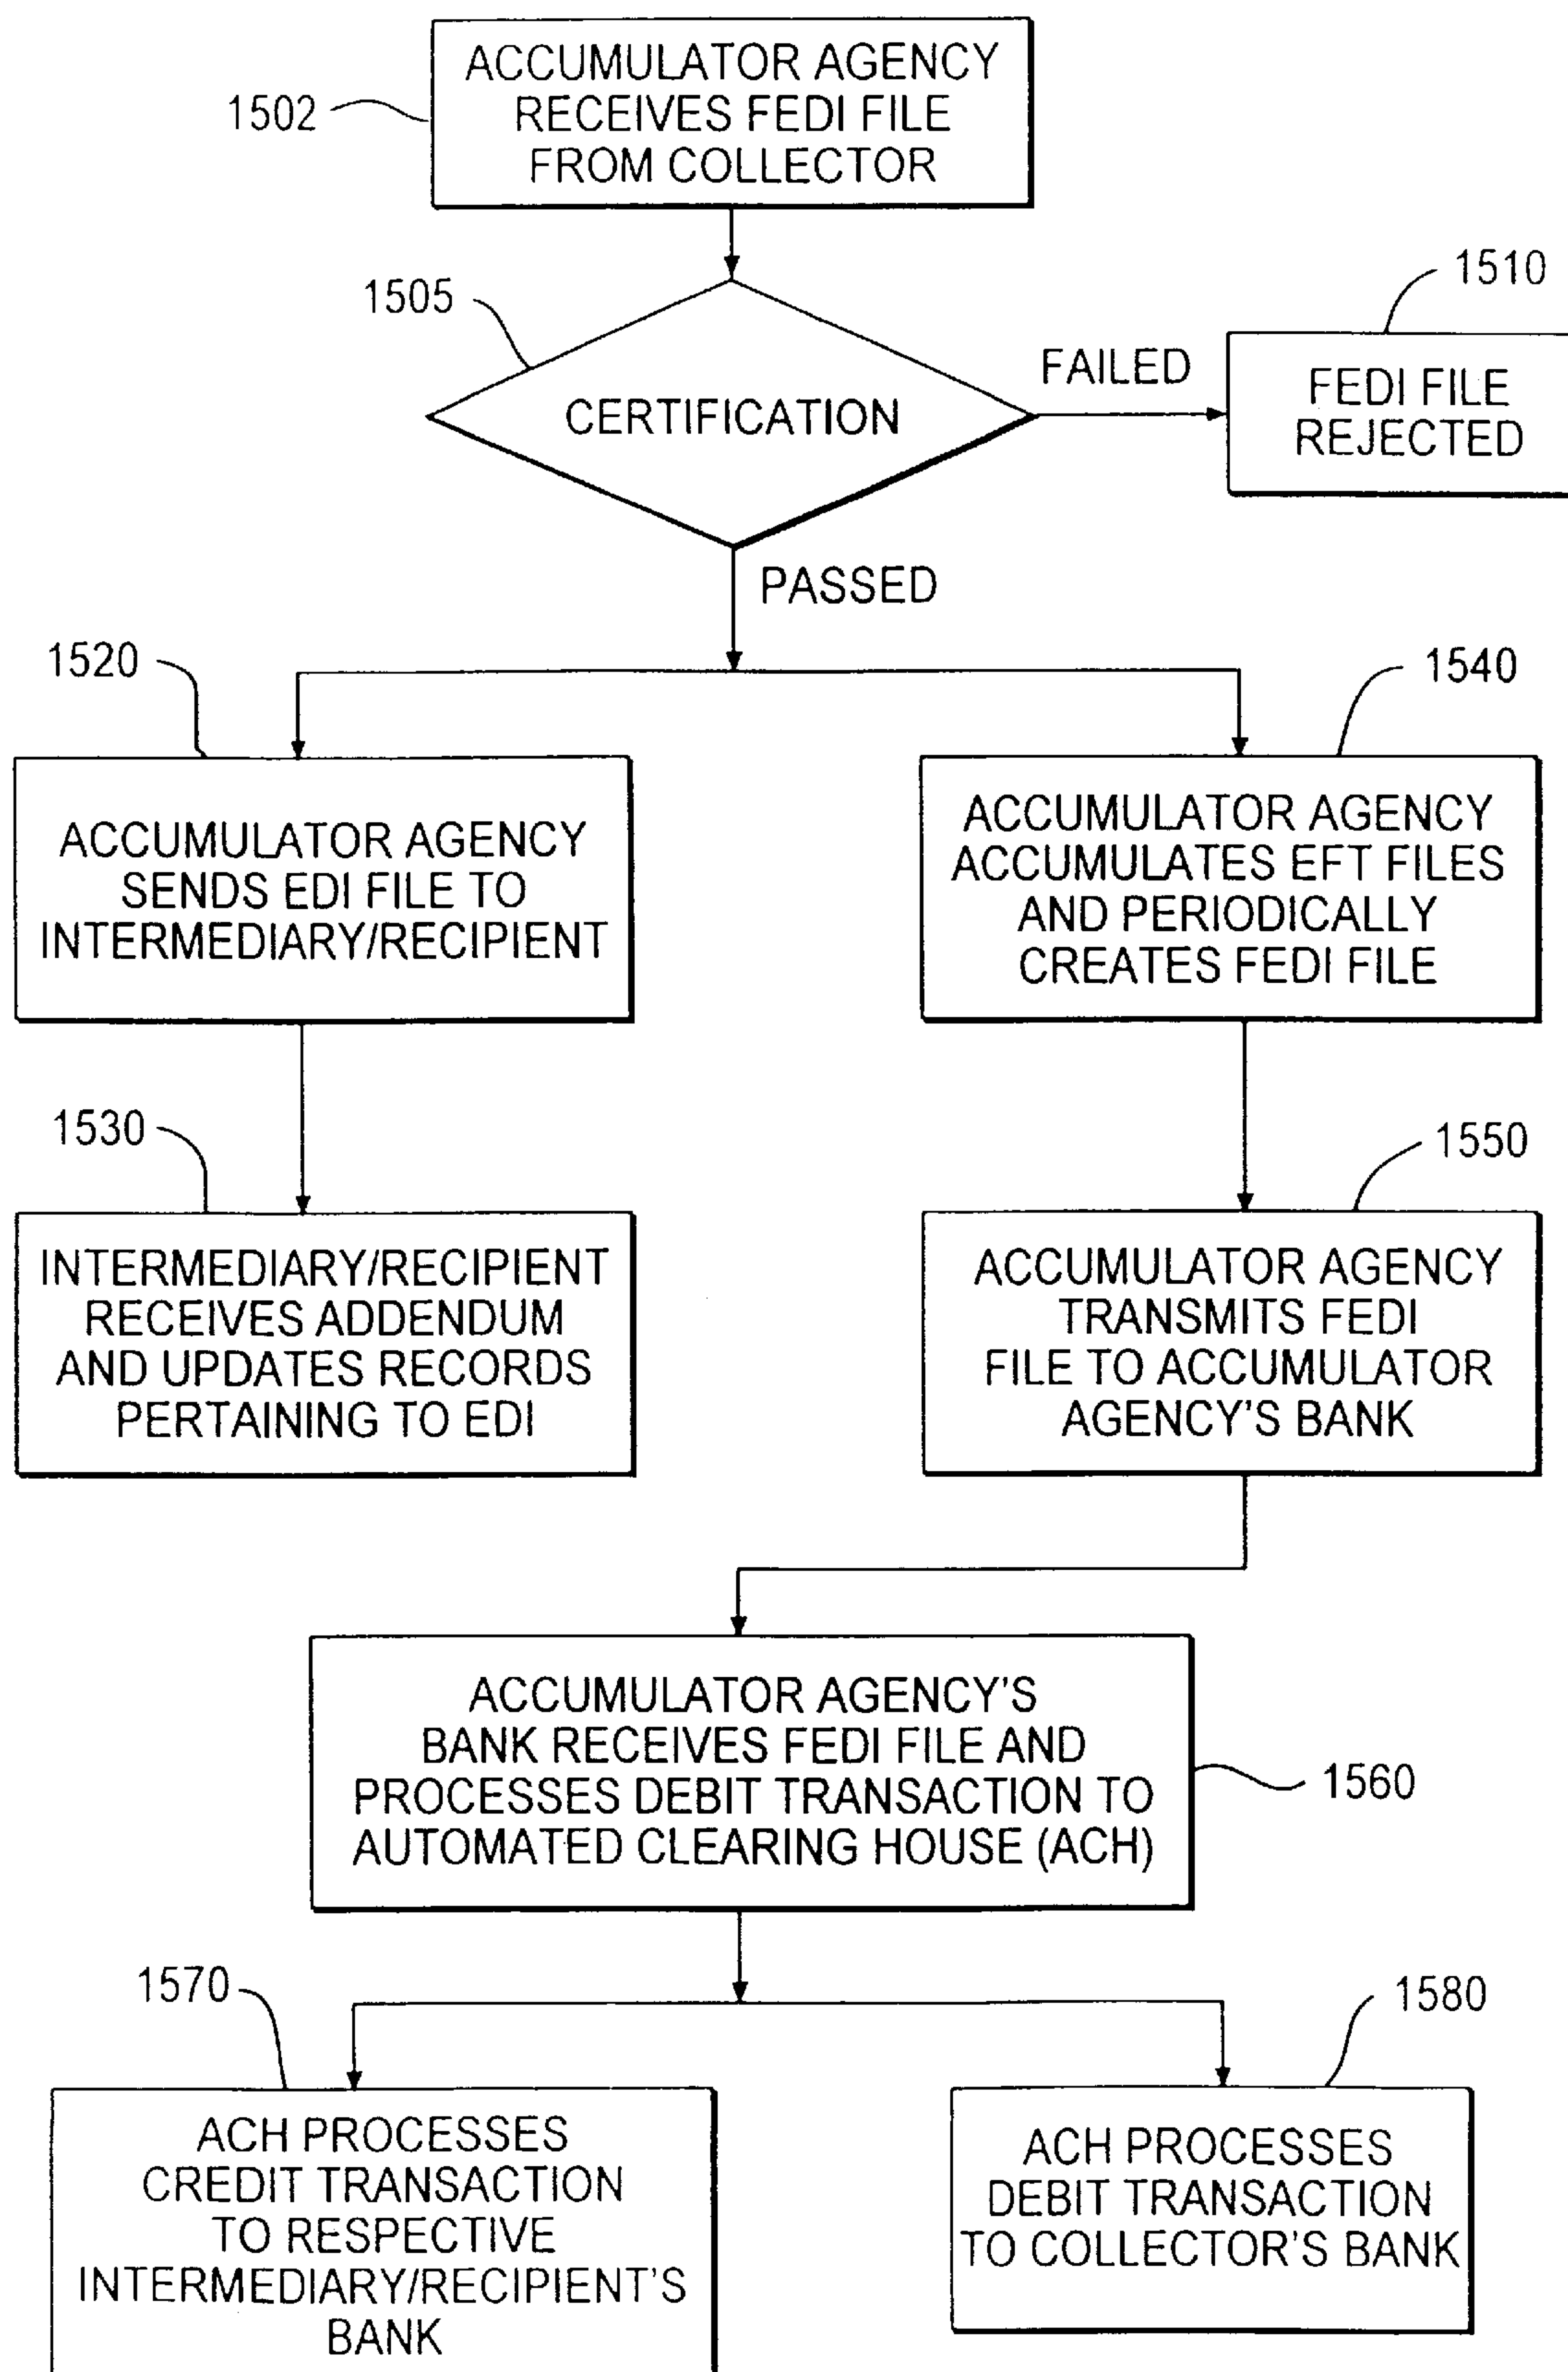 1502
ACCUMULATOR AGENCY
RECEIVES FEDI FILE
FROM COLLECTOR
1505
CERTIFICATION
FAILED
1510
FEDI FILE
REJECTED
PASSED
1520
ACCUMULATOR AGENCY
SENDS EDI FILE TO
INTERMEDIARY/RECIPIENT
1540
ACCUMULATOR AGENCY
ACCUMULATES EFT FILES
AND PERIODICALLY
CREATES FEDI FILE
1530
INTERMEDIARY/RECIPIENT
RECEIVES ADDENDUM
AND UPDATES RECORDS
PERTAINING TO EDI
1550
ACCUMULATOR AGENCY
TRANSMITS FEDI
FILE TO ACCUMULATOR
AGENCY'S BANK
ACCUMULATOR AGENCY'S
BANK RECEIVES FEDI FILE AND
PROCESSES DEBIT TRANSACTION TO
AUTOMATED CLEARING HOUSE (ACH)
1560
1570
ACH PROCESSES
CREDIT TRANSACTION
TO RESPECTIVE
INTERMEDIARY/RECIPIENT'S
BANK
1580
ACH PROCESSES
DEBIT TRANSACTION
TO COLLECTOR'S BANK